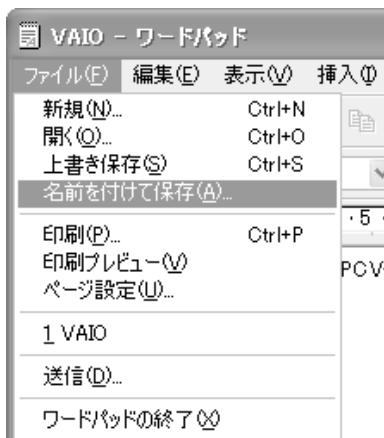 VAIO - ワードパッド
ファイル(F) 編集(E) 表示(V) 挿入(I
新規(N)... Ctrl+N
開く(O)... Ctrl+O
上書き保存(S) Ctrl+S
名前を付けて保存(A)...
・5・
印刷(P)... Ctrl+P
印刷プレビュー(V)
PCV
ページ設定(U)...
1 VAIO
送信(D)...
ワードパッドの終了(X)